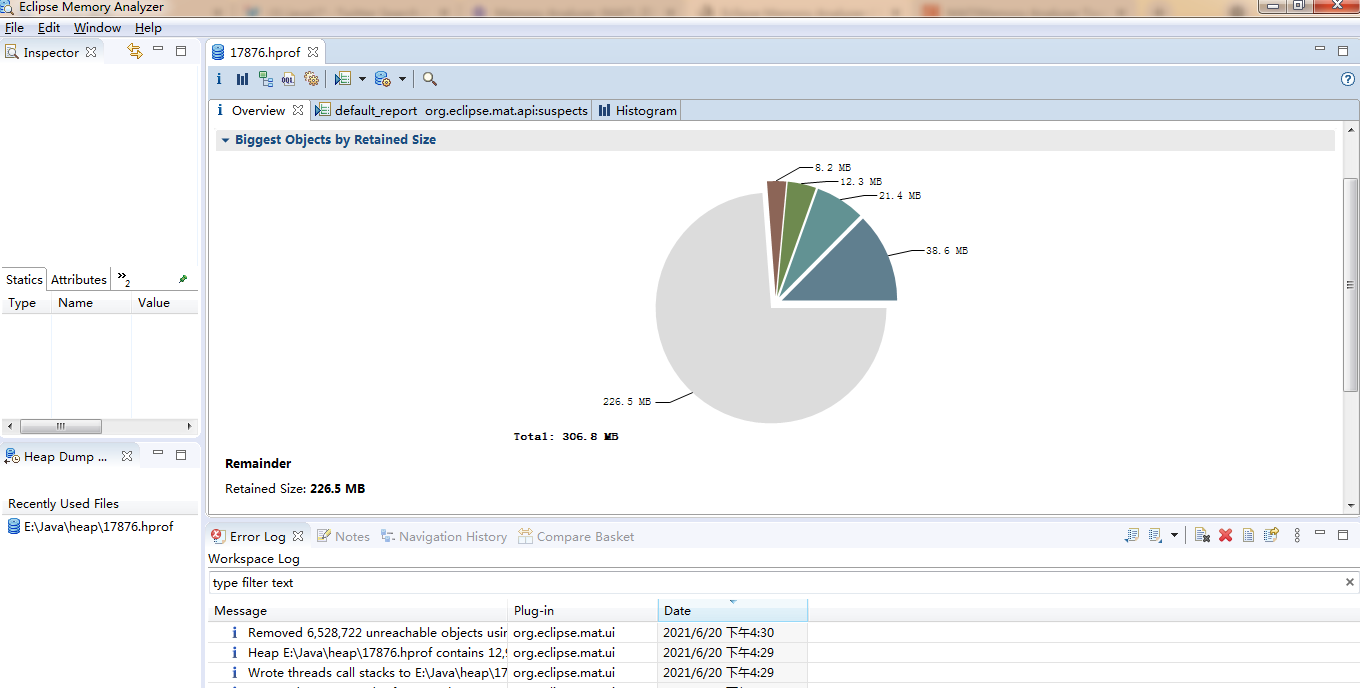 Eclipse Memory Analyzer
File Edit Window Help
Inspector
17876.hprof
i OQL
i Overview default_report org.eclipse.mat.api:suspects Histogram
Biggest Objects by Retained Size
8.2 MB
12.3 MB
21.4 MB
38.6 MB
226.5 MB
Total: 306.8 MB
Remainder
Retained Size: 226.5 MB
Statics Attributes »2
Type Name Value
Heap Dump ...
Recently Used Files
E:\Java\heap\17876.hprof
Error Log Notes Navigation History Compare Basket
Workspace Log
type filter text
Message Plug-in Date
Removed 6,528,722 unreachable objects org.eclipse.mat.ui 2021/6/20 下午4:30
Heap E:\Java\heap\17876.hprof contains org.eclipse.mat.ui 2021/6/20 下午4:29
Wrote threads call stacks to E:\Java\heap\17 org.eclipse.mat.ui 2021/6/20 下午4:29